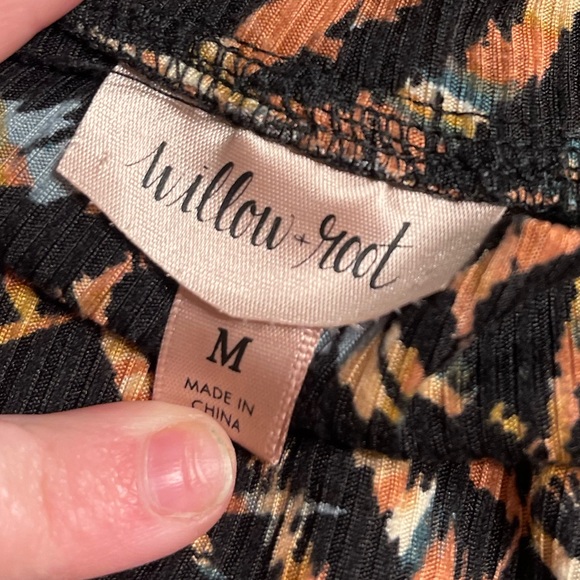 willow + root
M
MADE IN
CHINA